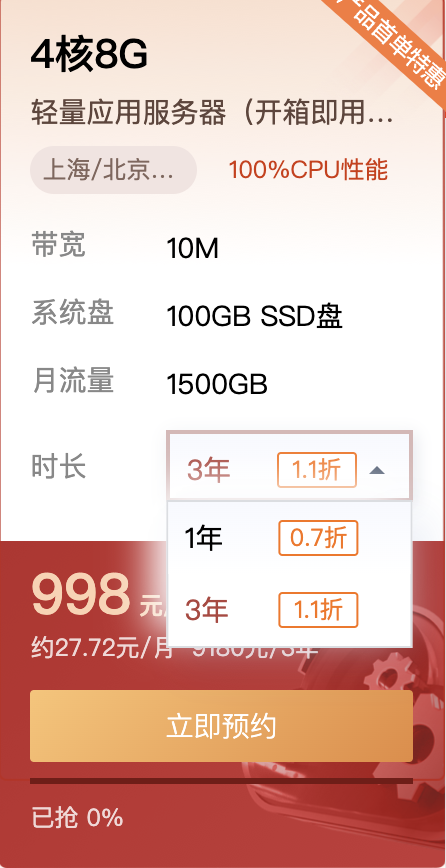 产品首单特惠
4核8G
轻量应用服务器（开箱即用...
上海/北京... 100%CPU性能
带宽 10M
系统盘 100GB SSD盘
月流量 1500GB
时长 3年 1.1折
1年 0.7折
3年 1.1折
998 元/
约27.72元/月 9180元/3年
立即预约
已抢 0%